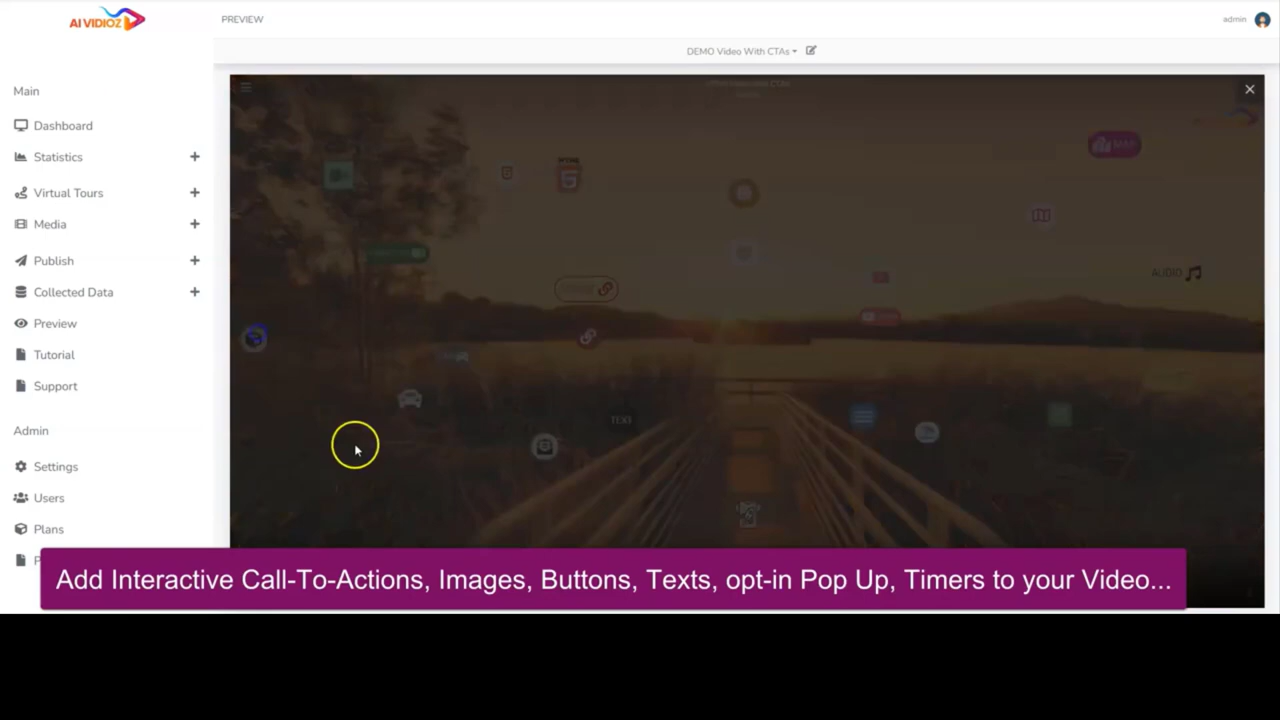 AI VIDIOZ
PREVIEW
admin
DEMO Video With CTAs
Main
Dashboard
Statistics
Virtual Tours
Media
Publish
Collected Data
Preview
Tutorial
Support
Admin
Settings
Users
Plans
MAP
HTML
AUDIO
TEXT
Add Interactive Call-To-Actions, Images, Buttons, Texts, opt-in Pop Up, Timers to your Video...